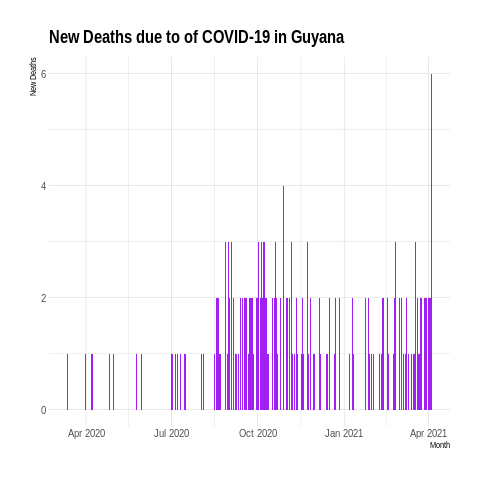 New Deaths due to of COVID-19 in Guyana
New Deaths
6
4
2
0
Apr 2020 Jul 2020 Oct 2020 Jan 2021 Apr 2021
Month